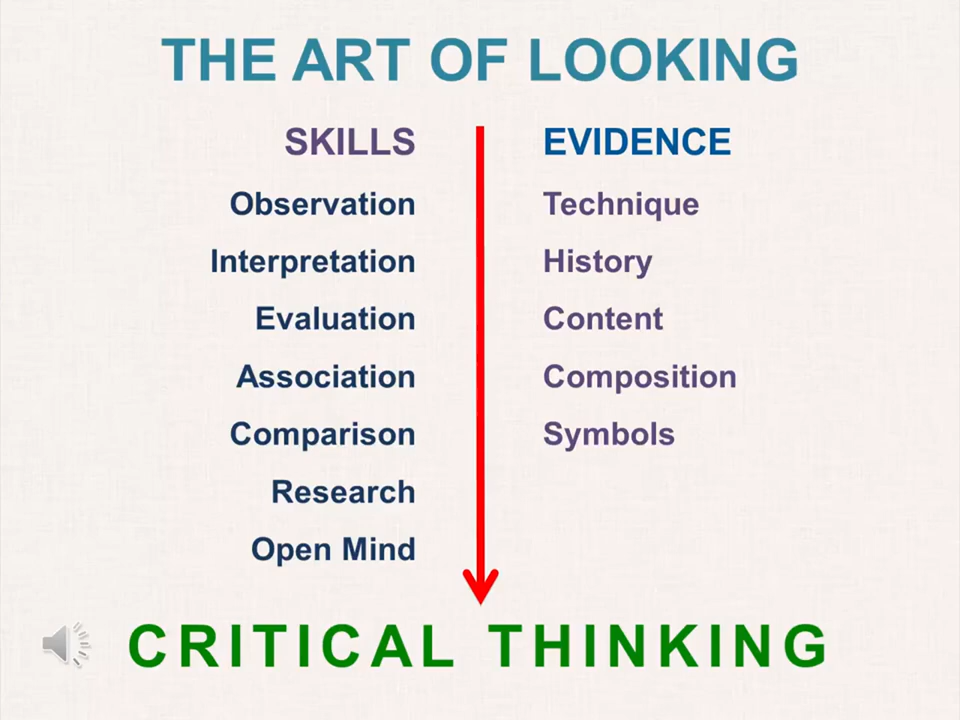 THE ART OF LOOKING
SKILLS
Observation
Interpretation
Evaluation
Association
Comparison
Research
Open Mind
EVIDENCE
Technique
History
Content
Composition
Symbols
CRITICAL THINKING